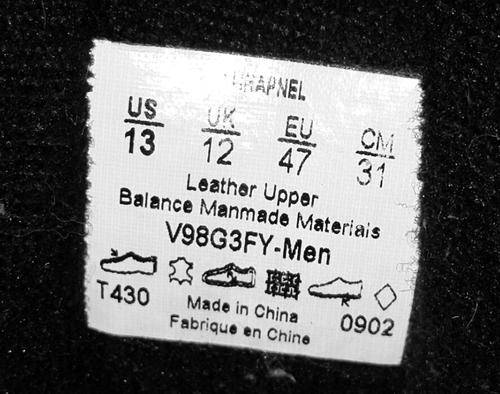 SHRAPNEL
US UK EU CM
13 12 47 31
Leather Upper
Balance Manmade Materials
V98G3FY-Men
T430 0902
Made in China
Fabrique en Chine